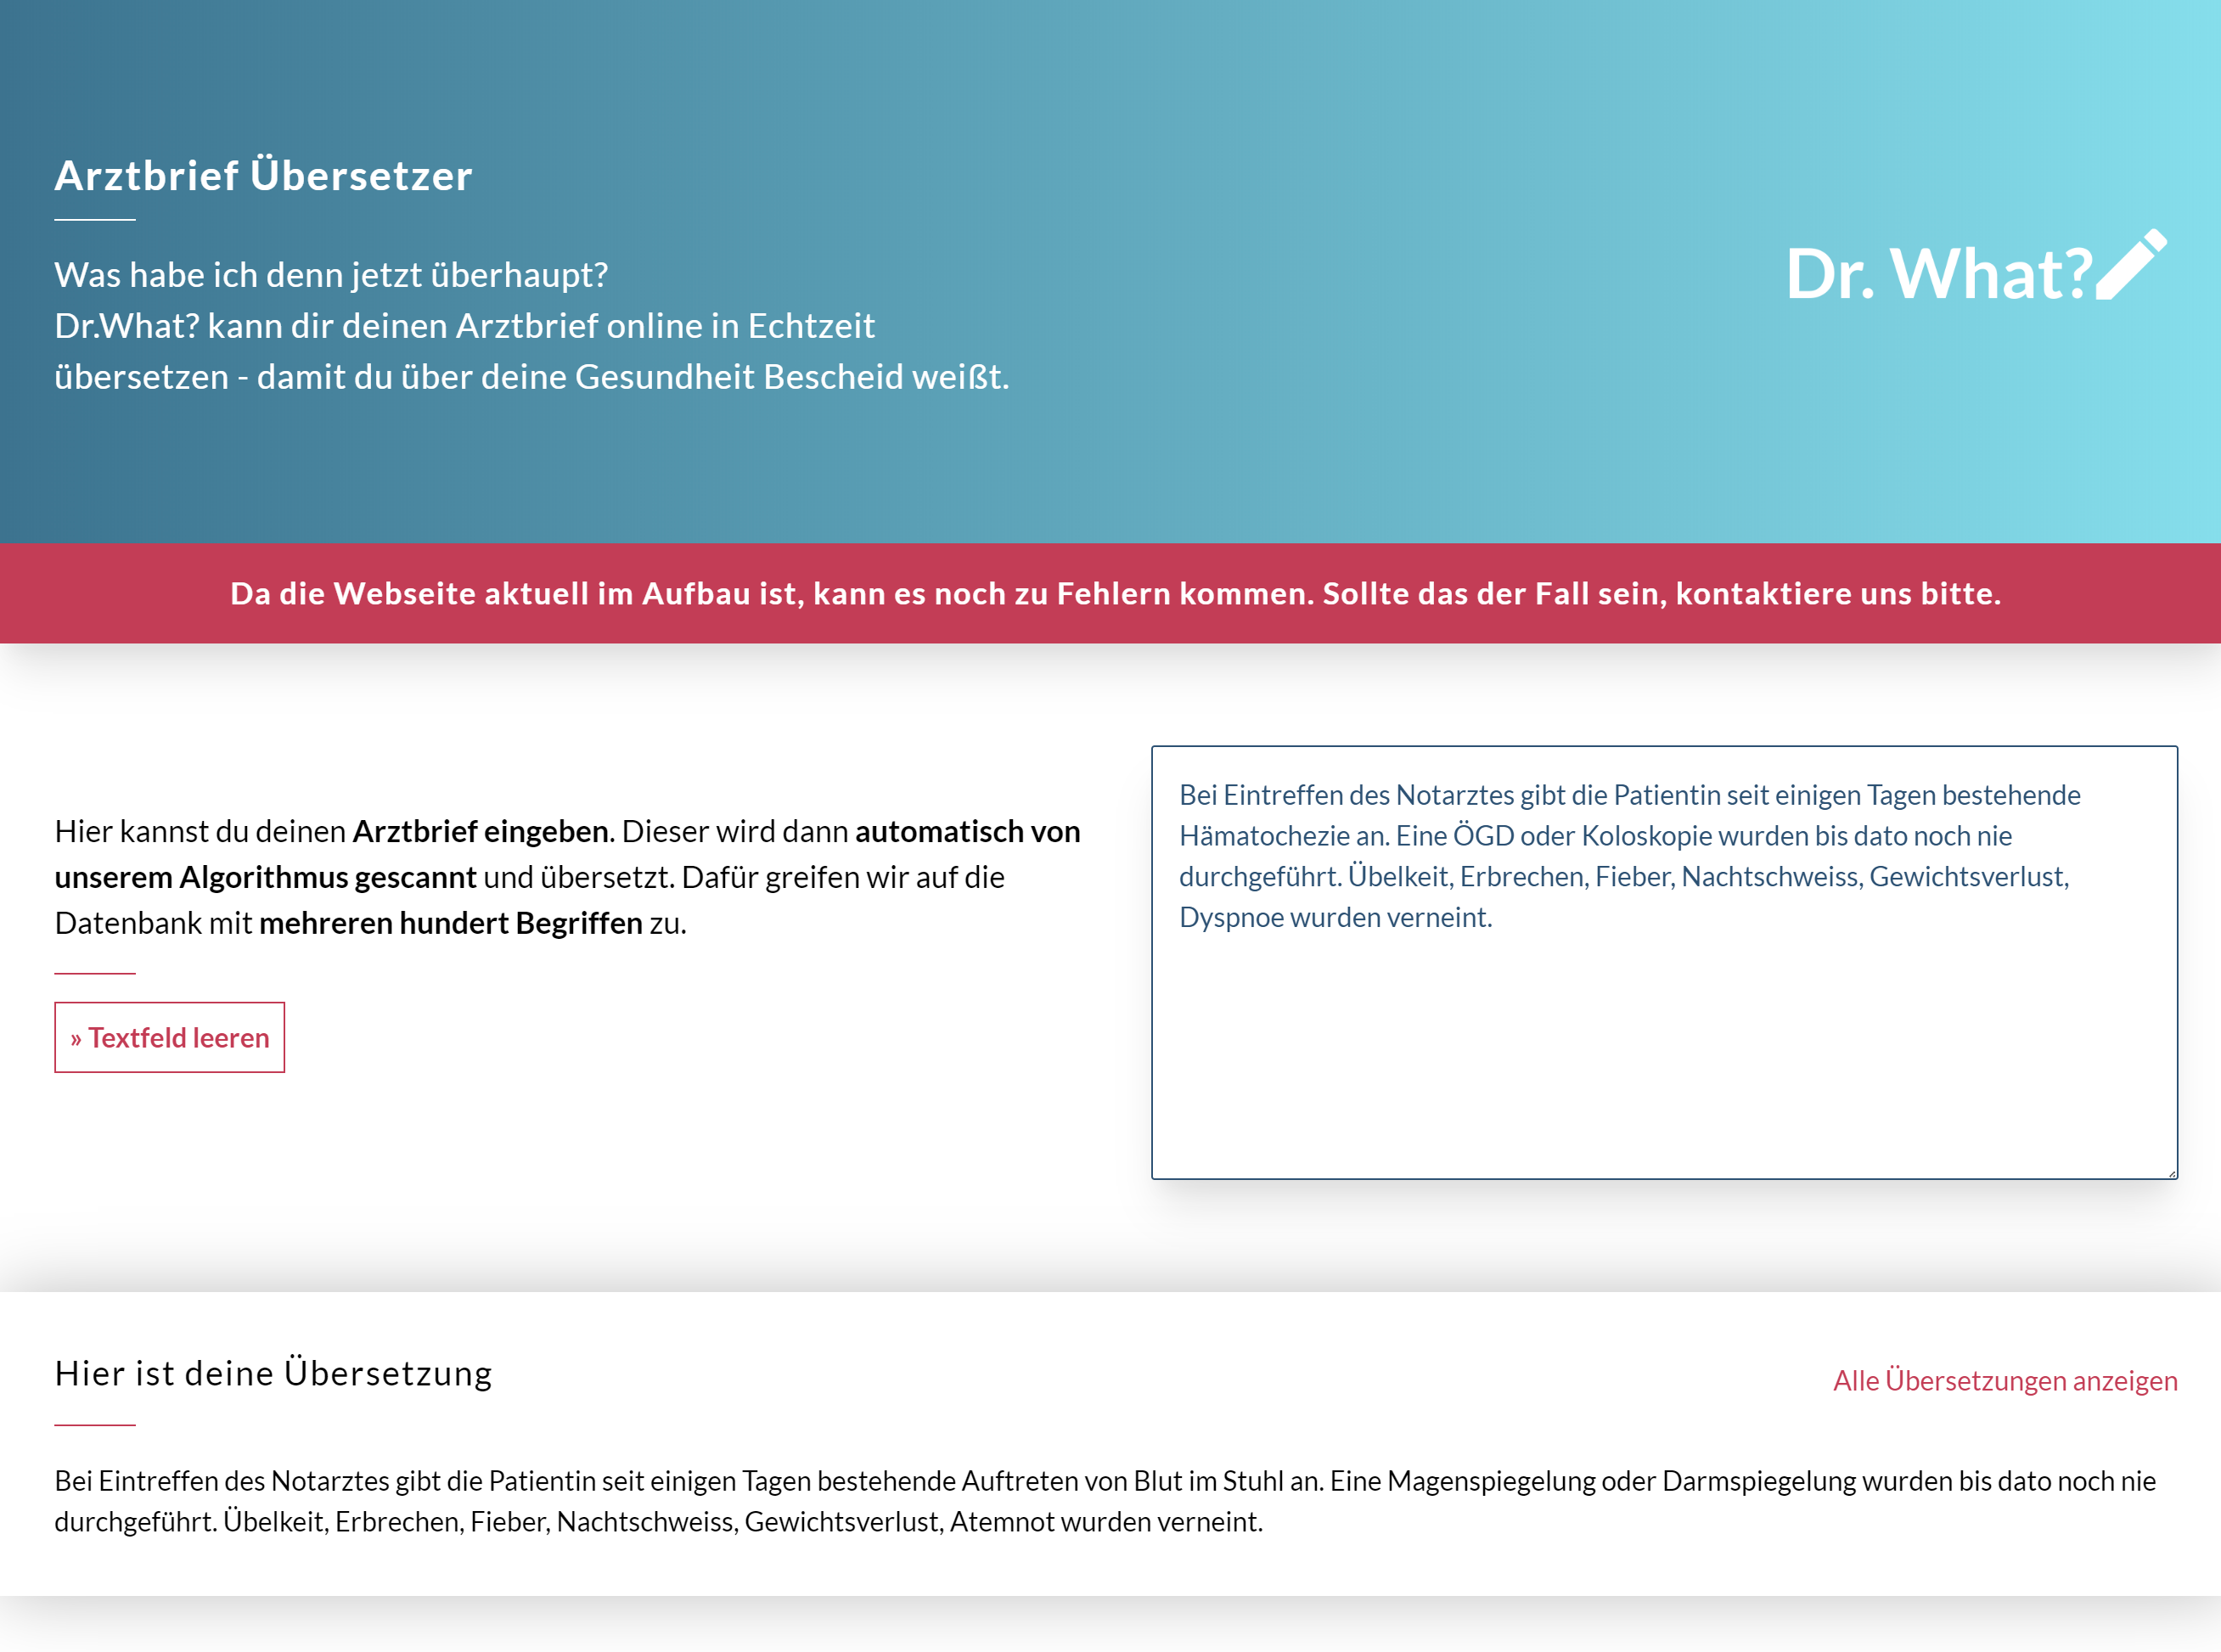 Arztbrief Übersetzer
Was habe ich denn jetzt überhaupt?
Dr.What? kann dir deinen Arztbrief online in Echtzeit
übersetzen - damit du über deine Gesundheit Bescheid weißt.
Dr. What?
Da die Webseite aktuell im Aufbau ist, kann es noch zu Fehlern kommen. Sollte das der Fall sein, kontaktiere uns bitte.
Hier kannst du deinen Arztbrief eingeben. Dieser wird dann automatisch von
unserem Algorithmus gescannt und übersetzt. Dafür greifen wir auf die
Datenbank mit mehreren hundert Begriffen zu.
» Textfeld leeren
Bei Eintreffen des Notarztes gibt die Patientin seit einigen Tagen bestehende
Hämatochezie an. Eine ÖGD oder Koloskopie wurden bis dato noch nie
durchgeführt. Übelkeit, Erbrechen, Fieber, Nachtschweiss, Gewichtsverlust,
Dyspnoe wurden verneint.
Hier ist deine Übersetzung
Alle Übersetzungen anzeigen
Bei Eintreffen des Notarztes gibt die Patientin seit einigen Tagen bestehende Auftreten von Blut im Stuhl an. Eine Magenspiegelung oder Darmspiegelung wurden bis dato noch nie
durchgeführt. Übelkeit, Erbrechen, Fieber, Nachtschweiss, Gewichtsverlust, Atemnot wurden verneint.